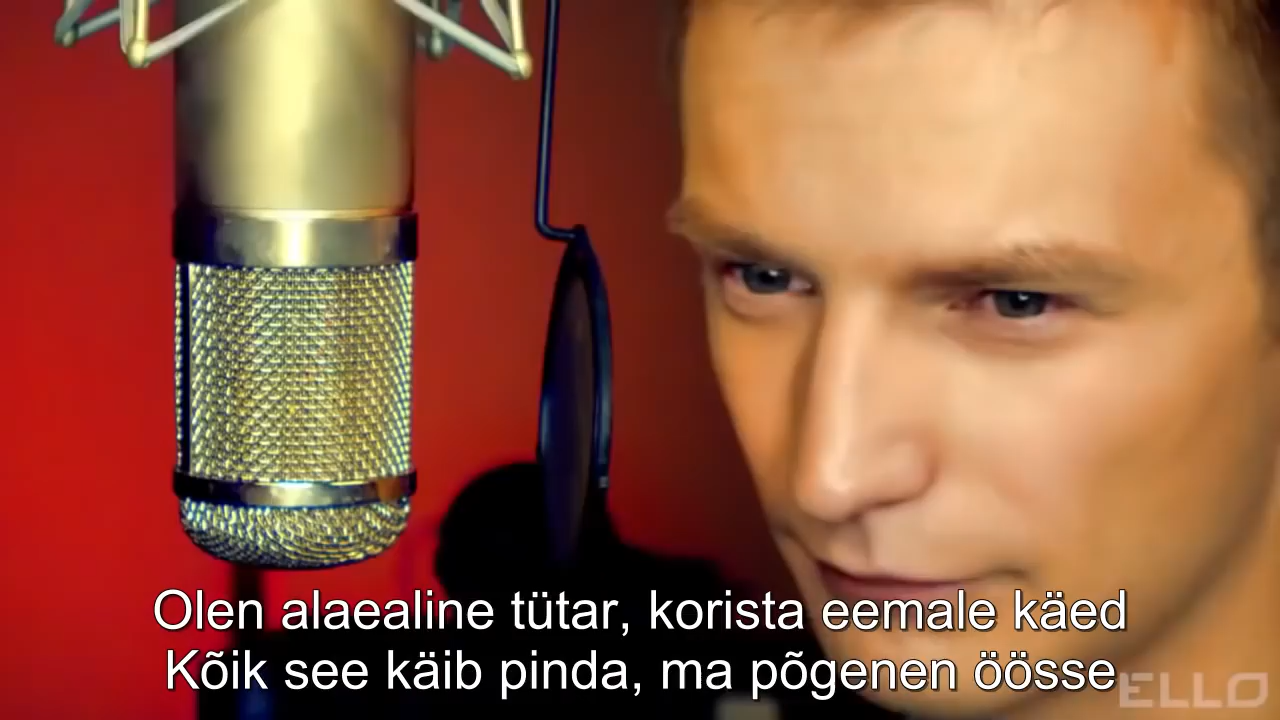 Olen alaealine tütar, korista eemale käed
Kõik see käib pinda, ma põgenen öösse
ELLO